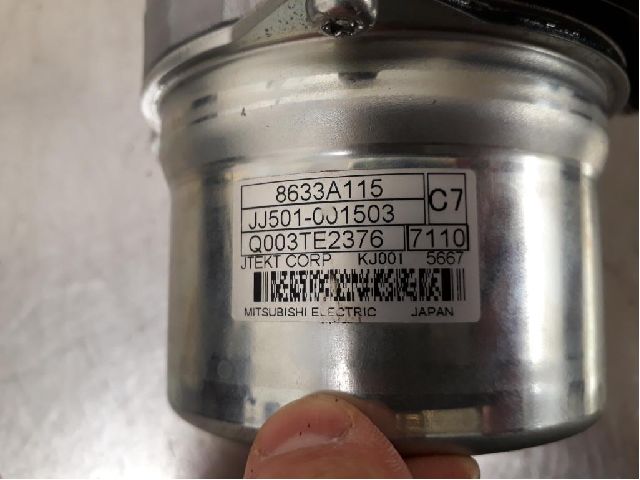 8633A115
C7
JJ501-001503
Q003TE2376 7110
JTEKT CORP KJ001 5667
MITSUBISHI ELECTRIC JAPAN